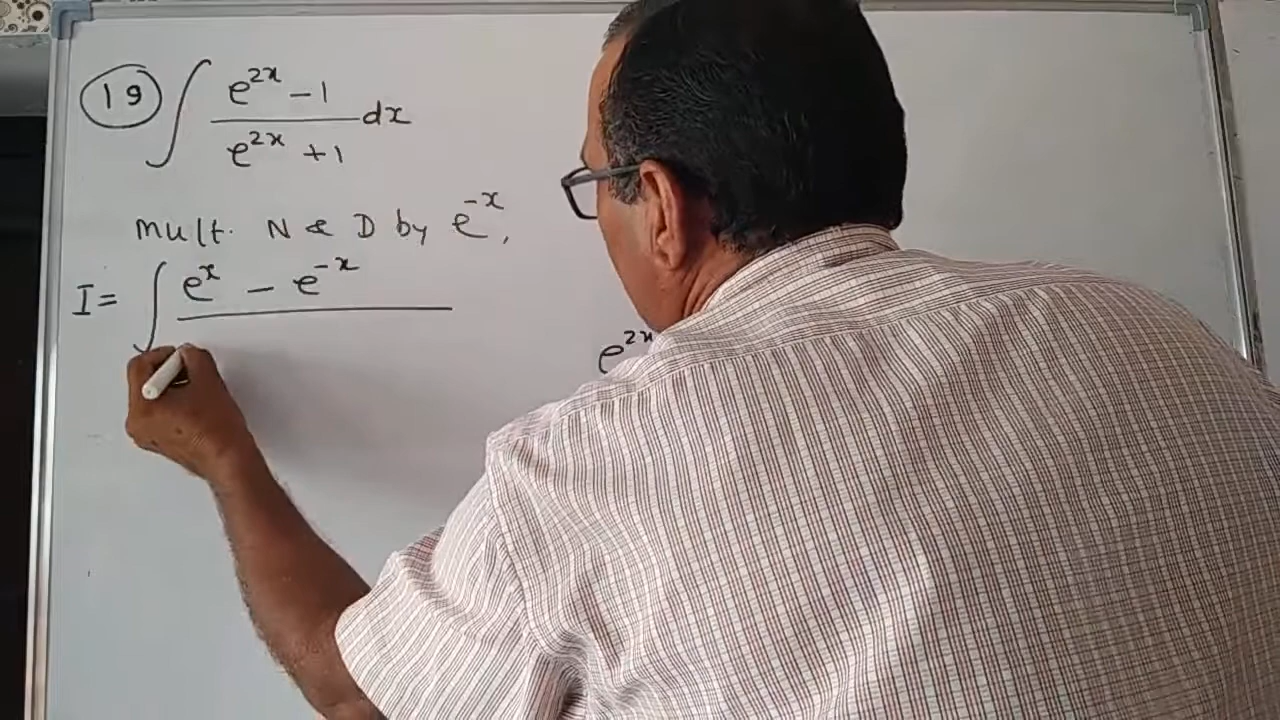 19 ∫ (e^{2x} - 1)/(e^{2x} + 1) dx
Mult. N & D by e^{-x},
I = ∫ e^x - e^{-x}
e^{2x}